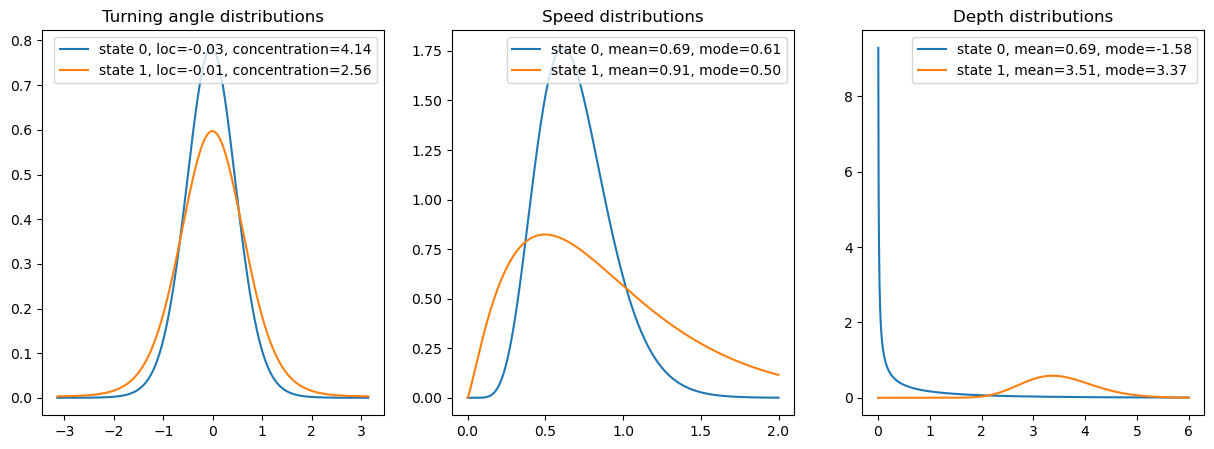 Turning angle distributions
state 0, loc=-0.03, concentration=4.14
state 1, loc=-0.01, concentration=2.56
0.8
0.7
0.6
0.5
0.4
0.3
0.2
0.1
0.0
−3 −2 −1 0 1 2 3
Speed distributions
state 0, mean=0.69, mode=0.61
state 1, mean=0.91, mode=0.50
1.75
1.50
1.25
1.00
0.75
0.50
0.25
0.00
0.0 0.5 1.0 1.5 2.0
Depth distributions
state 0, mean=0.69, mode=-1.58
state 1, mean=3.51, mode=3.37
8
6
4
2
0
0 1 2 3 4 5 6